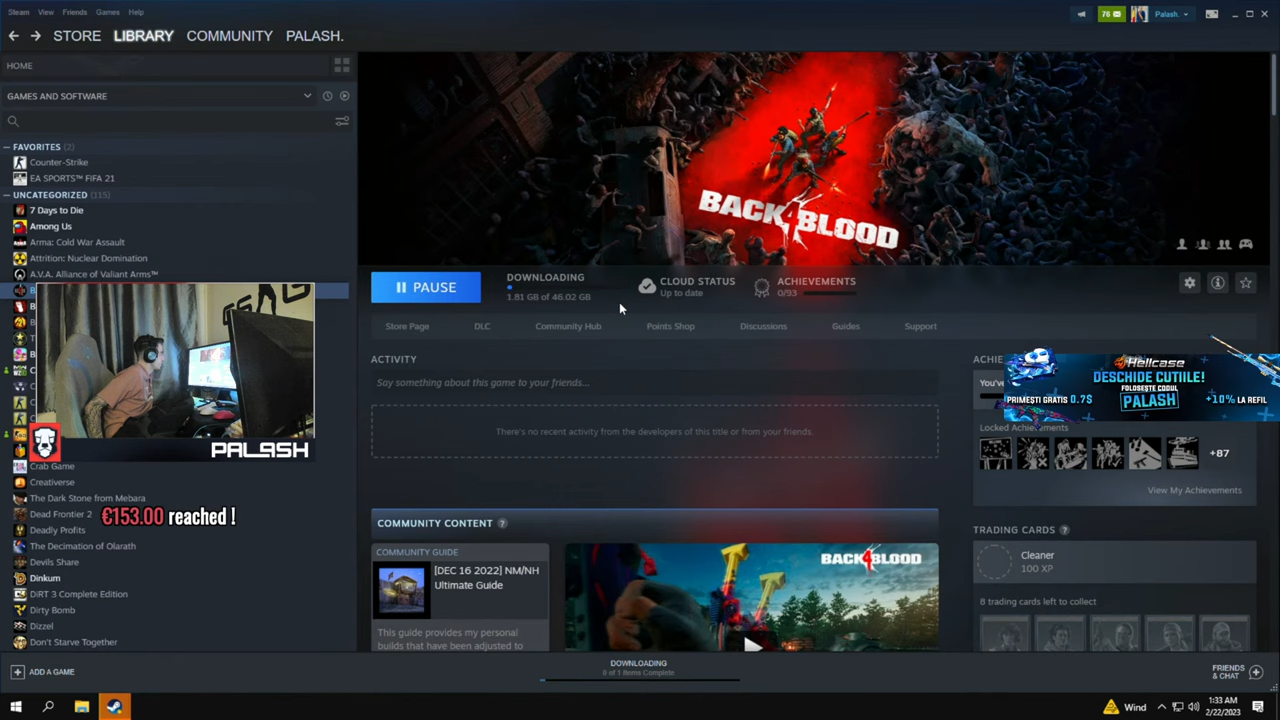 Steam View Friends Games Help
76
Palash.
STORE LIBRARY COMMUNITY PALASH.
HOME
GAMES AND SOFTWARE
FAVORITES (2)
Counter-Strike
EA SPORTS™ FIFA 21
UNCATEGORIZED (115)
7 Days to Die
Among Us
Arma: Cold War Assault
Attrition: Nuclear Domination
A.V.A. Alliance of Valiant Arms™
PALASH
Crab Game
Creativerse
The Dark Stone from Mebara
Dead Frontier 2
€153.00 reached !
Deadly Profits
The Decimation of Olarath
Devils Share
Dinkum
DiRT 3 Complete Edition
Dirty Bomb
Dizzel
Don't Starve Together
ADD A GAME
BACK 4 BLOOD
PAUSE
DOWNLOADING
1.81 GB of 46.02 GB
CLOUD STATUS
Up to date
ACHIEVEMENTS
0/93
Store Page DLC Community Hub Points Shop Discussions Guides Support
ACTIVITY
Say something about this game to your friends...
There's no recent activity from the developers of this title or from your friends.
COMMUNITY CONTENT ?
COMMUNITY GUIDE
[DEC 16 2022] NM/NH
Ultimate Guide
This guide provides my personal
builds that have been adjusted to
BACK 4 BLOOD
ACHIE
You've
Hellcase
DESCHIDE CUTIILE!
FOLOSEȘTE CODUL
PALASH
PRIMEȘTI GRATIS 0.7$
+10% LA REFIL
Locked Achievements
+87
View My Achievements
TRADING CARDS ?
Cleaner
100 XP
8 trading cards left to collect
DOWNLOADING
0 of 1 Items Complete
FRIENDS
& CHAT
Wind
1:33 AM
2/22/2023